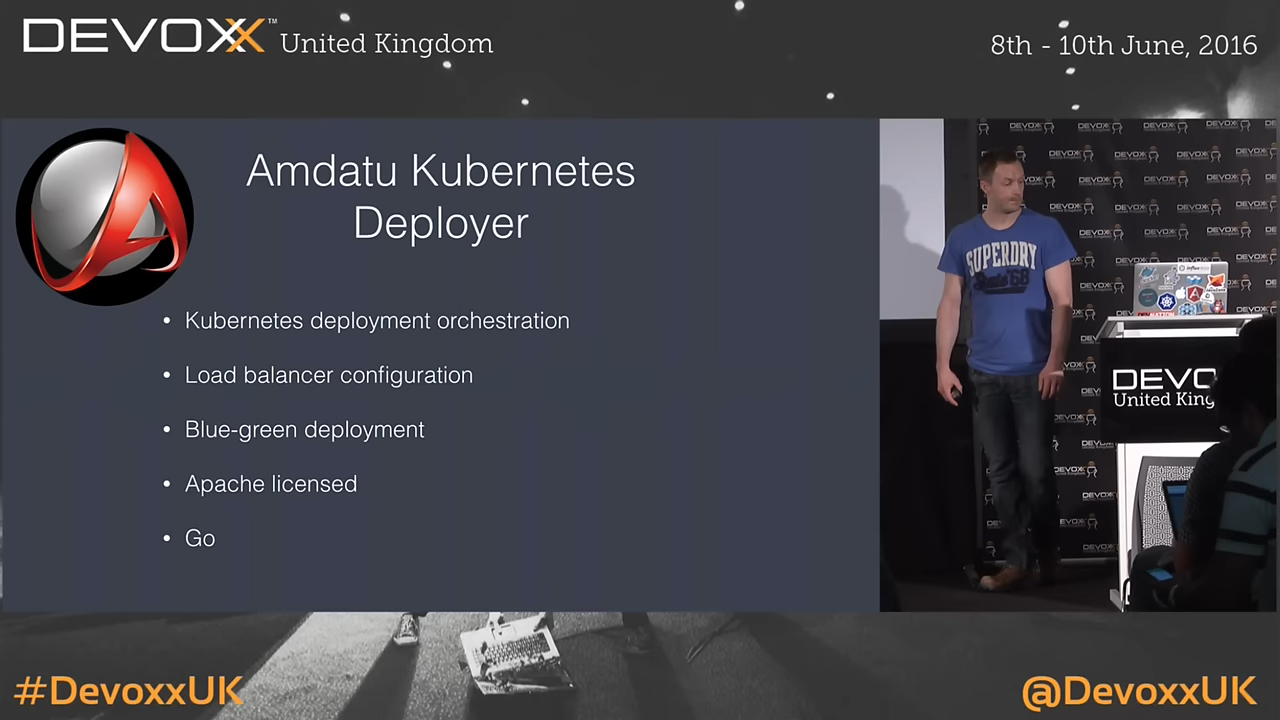 DEVOXX™ United Kingdom
8th - 10th June, 2016
Amdatu Kubernetes
Deployer
• Kubernetes deployment orchestration
• Load balancer configuration
• Blue-green deployment
• Apache licensed
• Go
SUPERDRY
DEVO
United King
#DevoxxUK
@DevoxxUK